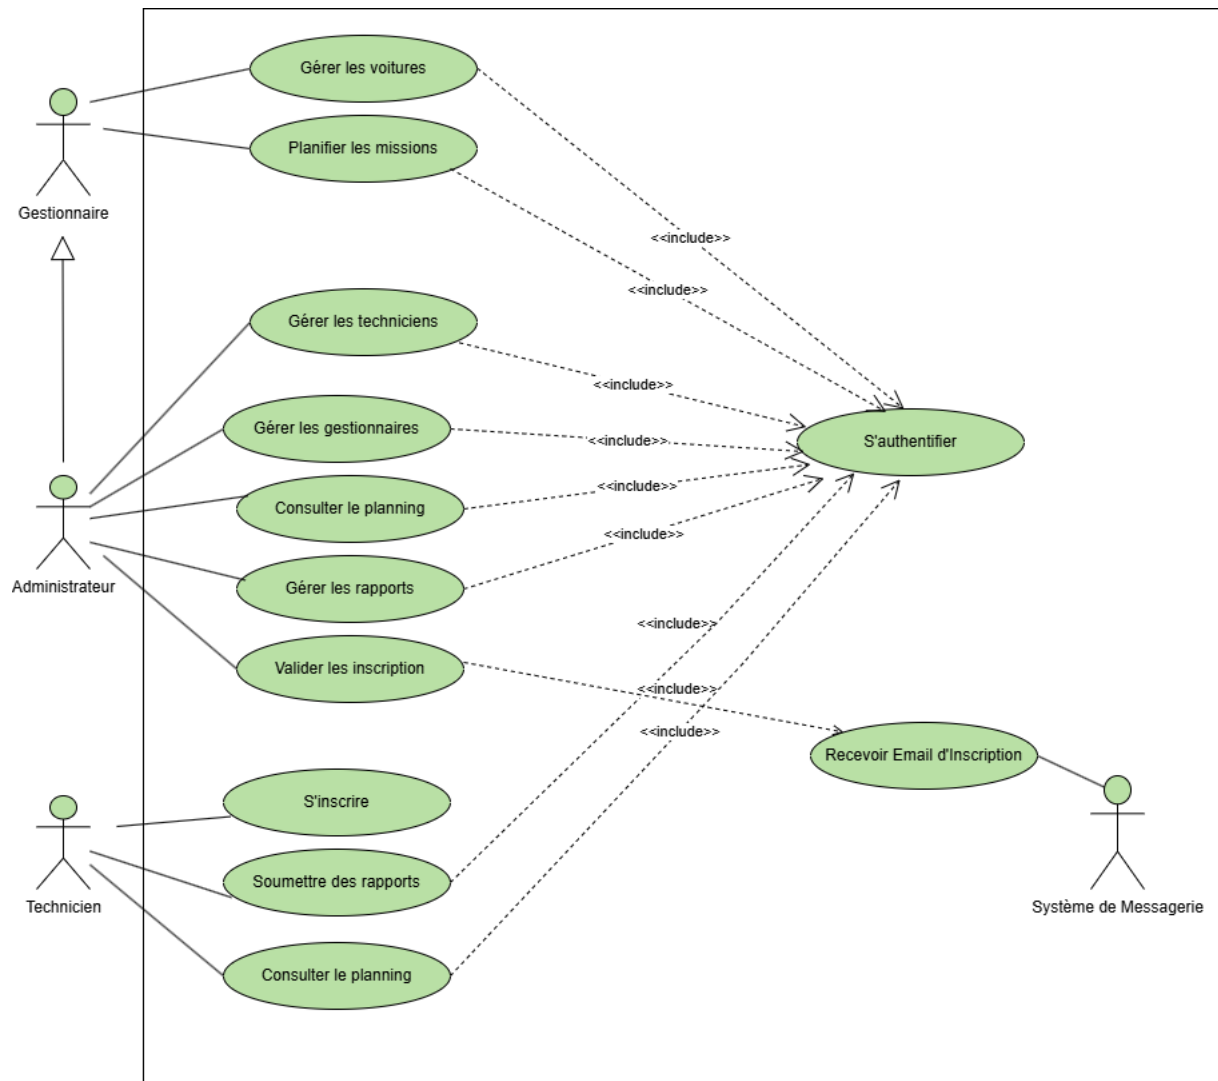 Gérer les voitures
Planifier les missions
Gestionnaire
<<include>>
<<include>>
Gérer les techniciens
<<include>>
Gérer les gestionnaires
<<include>>
S'authentifier
Consulter le planning
<<include>>
<<include>>
Administrateur
Gérer les rapports
<<include>>
Valider les inscription
<<include>>
<<include>>
Recevoir Email d'Inscription
S'inscrire
Soumettre des rapports
Technicien
Système de Messagerie
Consulter le planning